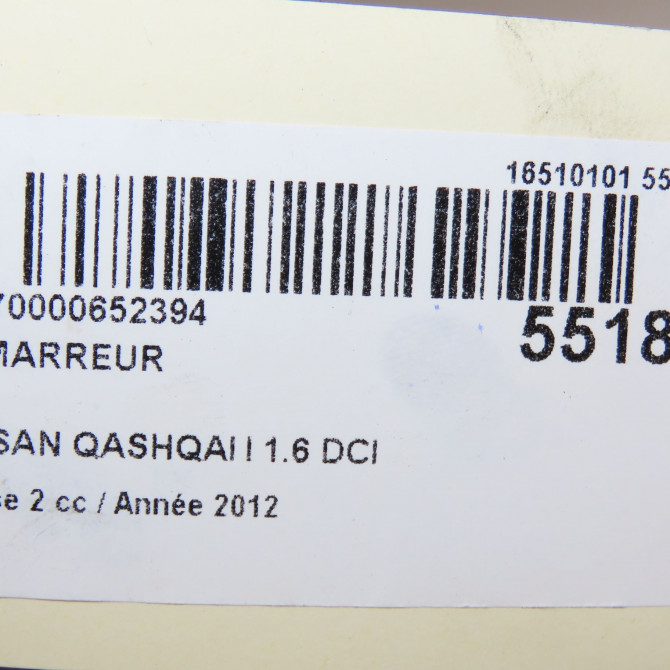 16510101 55
70000652394
5518
MARREUR
SAN QASHQAI I 1.6 DCI
se 2 cc / Année 2012